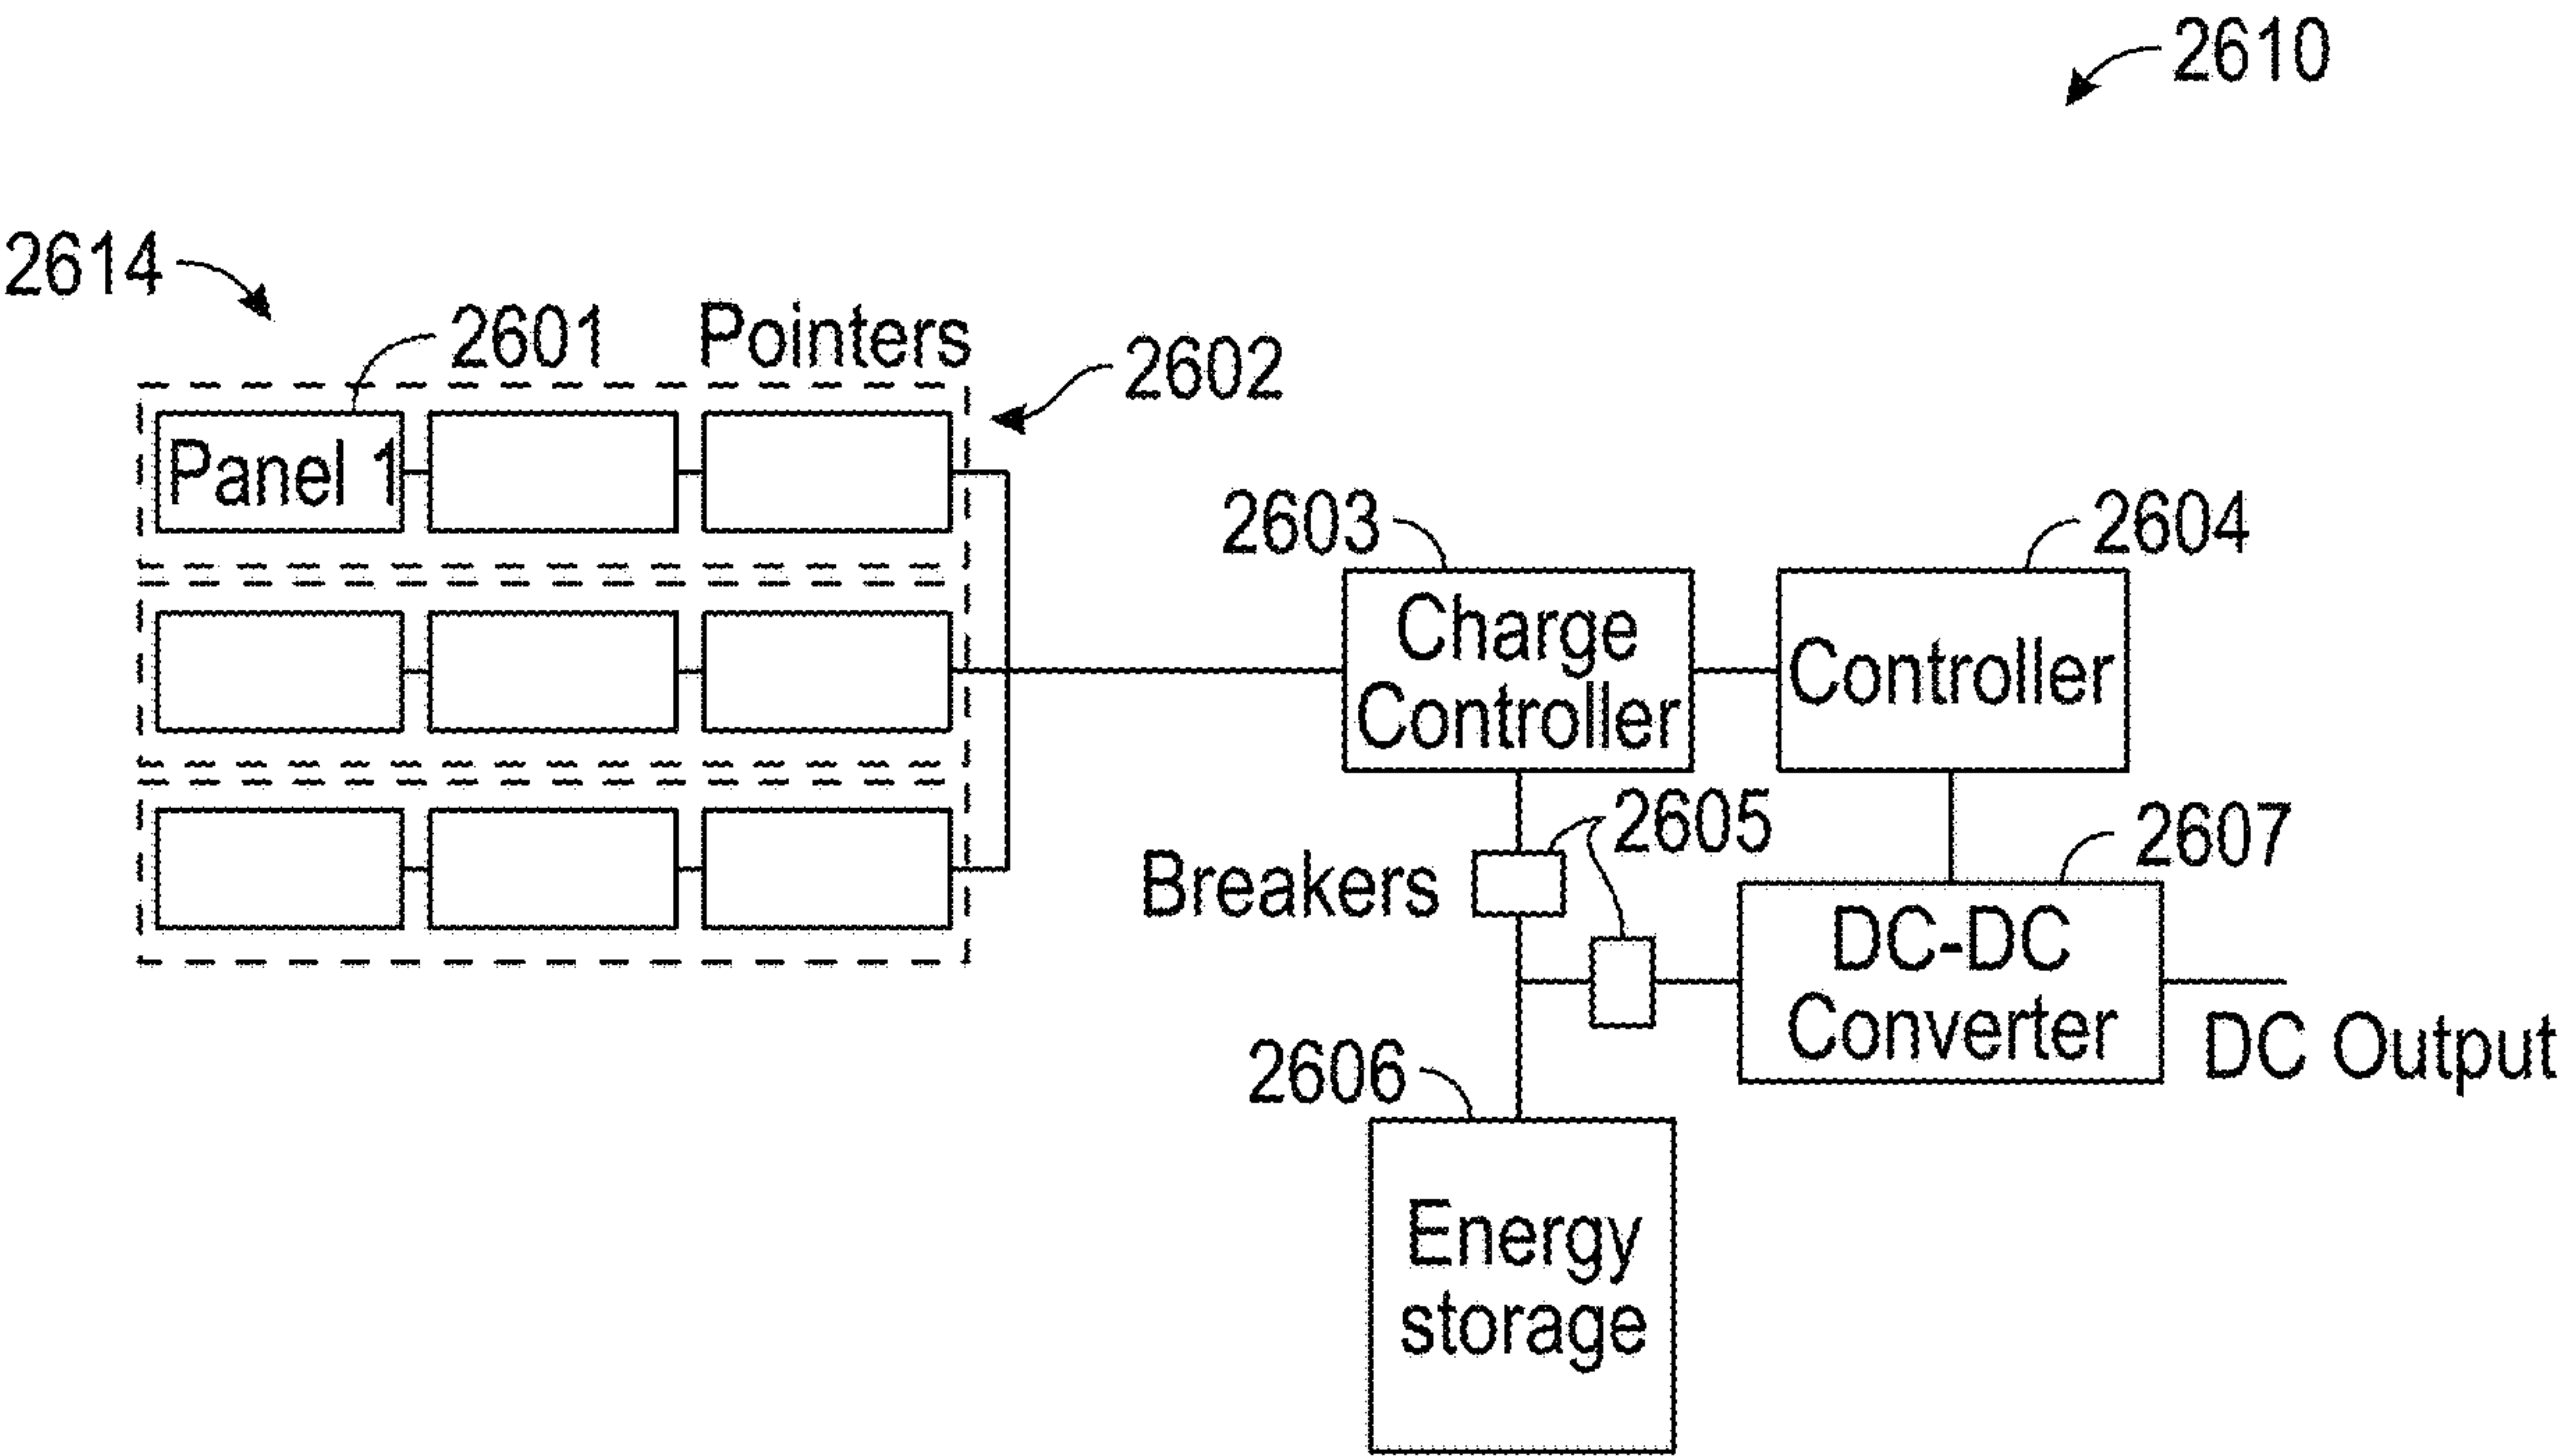 2610
2614
2601
Pointers
2602
Panel 1
2603
2604
Charge
Controller
Controller
2605
2607
Breakers
DC-DC
Converter
DC Output
2606
Energy
storage